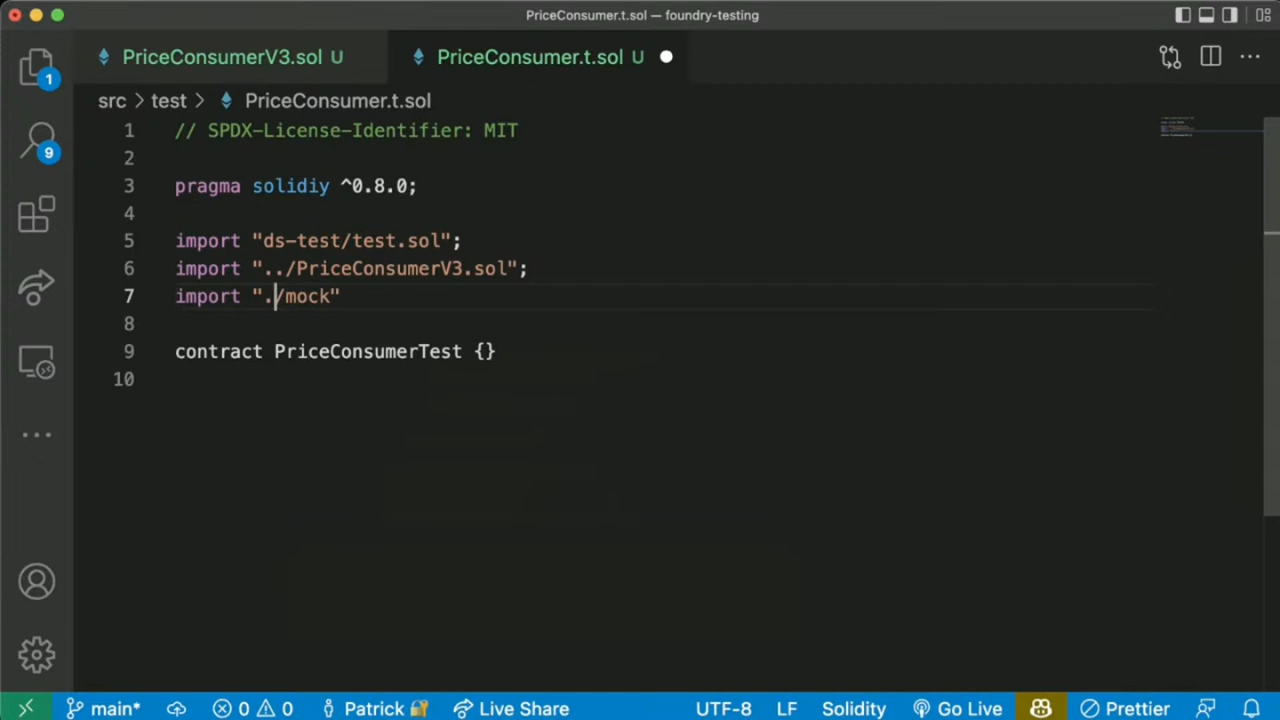 PriceConsumer.t.sol — foundry-testing
PriceConsumerV3.sol U
PriceConsumer.t.sol U
src > test > PriceConsumer.t.sol
1 // SPDX-License-Identifier: MIT
2
3 pragma solidiy ^0.8.0;
4
5 import "ds-test/test.sol";
6 import "../PriceConsumerV3.sol";
7 import "./mock"
8
9 contract PriceConsumerTest {}
10
1
9
main* 0 0 Patrick Live Share UTF-8 LF Solidity Go Live Prettier